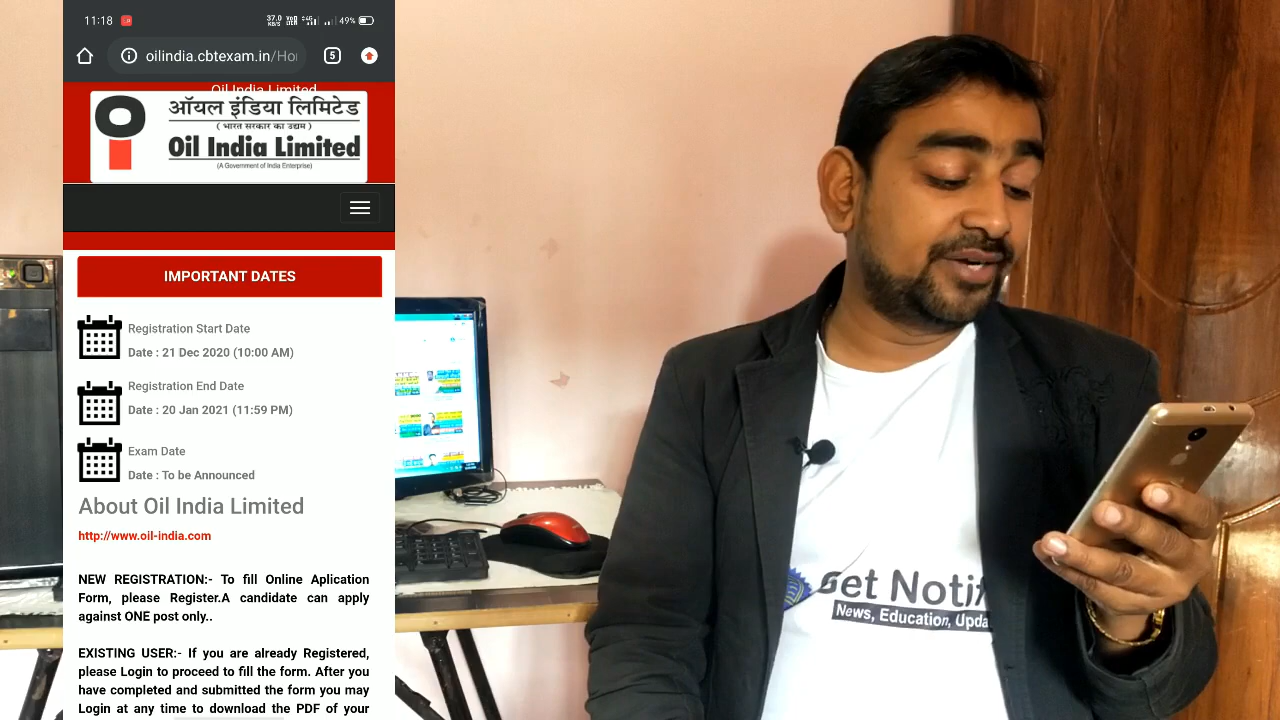 11:18
37.0
KB/S
49%
oilindia.cbtexam.in/Ho
5
Oil India Limited
ऑयल इंडिया लिमिटेड
( भारत सरकार का उद्यम )
Oil India Limited
(A Government of India Enterprise)
IMPORTANT DATES
Registration Start Date
Date : 21 Dec 2020 (10:00 AM)
Registration End Date
Date : 20 Jan 2021 (11:59 PM)
Exam Date
Date : To be Announced
About Oil India Limited
http://www.oil-india.com
NEW REGISTRATION:- To fill Online Aplication
Form, please Register.A candidate can apply
against ONE post only..
EXISTING USER:- If you are already Registered,
please Login to proceed to fill the form. After you
have completed and submitted the form you may
Login at any time to download the PDF of your
Get Notif
News, Education, Upda